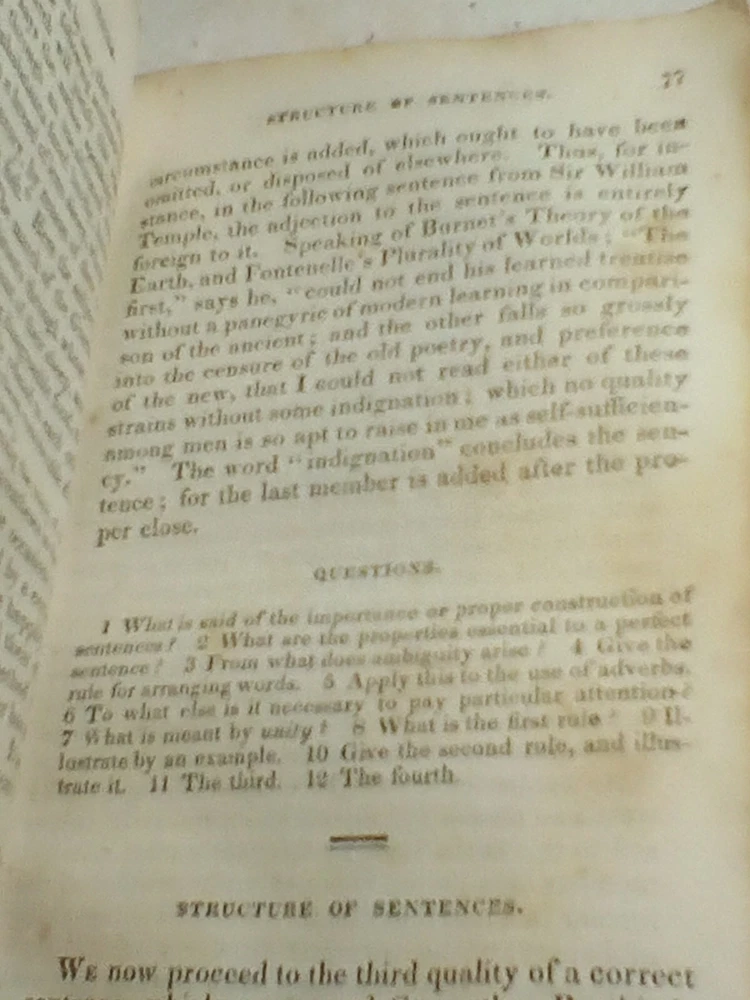 STRUCTURE OF SENTENCES. 77
circumstance is added, which ought to have been
omitted, or disposed of elsewhere. Thus, for in-
stance, in the following sentence from Sir William
Temple, the adjection to the sentence is entirely
foreign to it. Speaking of Burnet's Theory of the
Earth, and Fontenelle's Plurality of Worlds; "The
first," says he, "could not end his learned treatise
without a panegyric of modern learning in compari-
son of the ancient; and the other falls so grossly
into the censure of the old poetry, and preference
of the new, that I could not read either of these
strains without some indignation; which no quality
among men is so apt to raise in me as self-sufficien-
cy." The word "indignation" concludes the sen-
tence; for the last member is added after the pro-
per close.
QUESTIONS.
1 What is said of the importance or proper construction of
sentences? 2 What are the properties essential to a perfect
sentence? 3 From what does ambiguity arise? 4 Give the
rule for arranging words. 5 Apply this to the use of adverbs.
6 To what else is it necessary to pay particular attention?
7 What is meant by unity? 8 What is the first rule? 9 Il-
lustrate by an example. 10 Give the second rule, and illus-
trate it. 11 The third. 12 The fourth.
STRUCTURE OF SENTENCES.
WE now proceed to the third quality of a correct